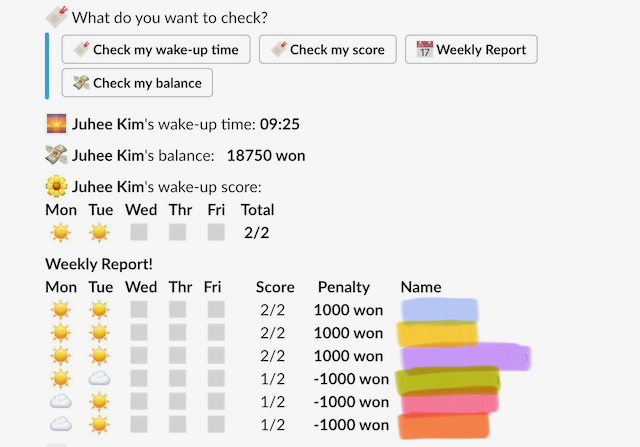 What do you want to check?
Check my wake-up time Check my score 17 Weekly Report
Check my balance
Juhee Kim's wake-up time: 09:25
Juhee Kim's balance: 18750 won
Juhee Kim's wake-up score:
Mon Tue Wed Thr Fri Total
2/2
Weekly Report!
Mon Tue Wed Thr Fri Score Penalty Name
2/2 1000 won
2/2 1000 won
2/2 1000 won
1/2 -1000 won
1/2 -1000 won
1/2 -1000 won